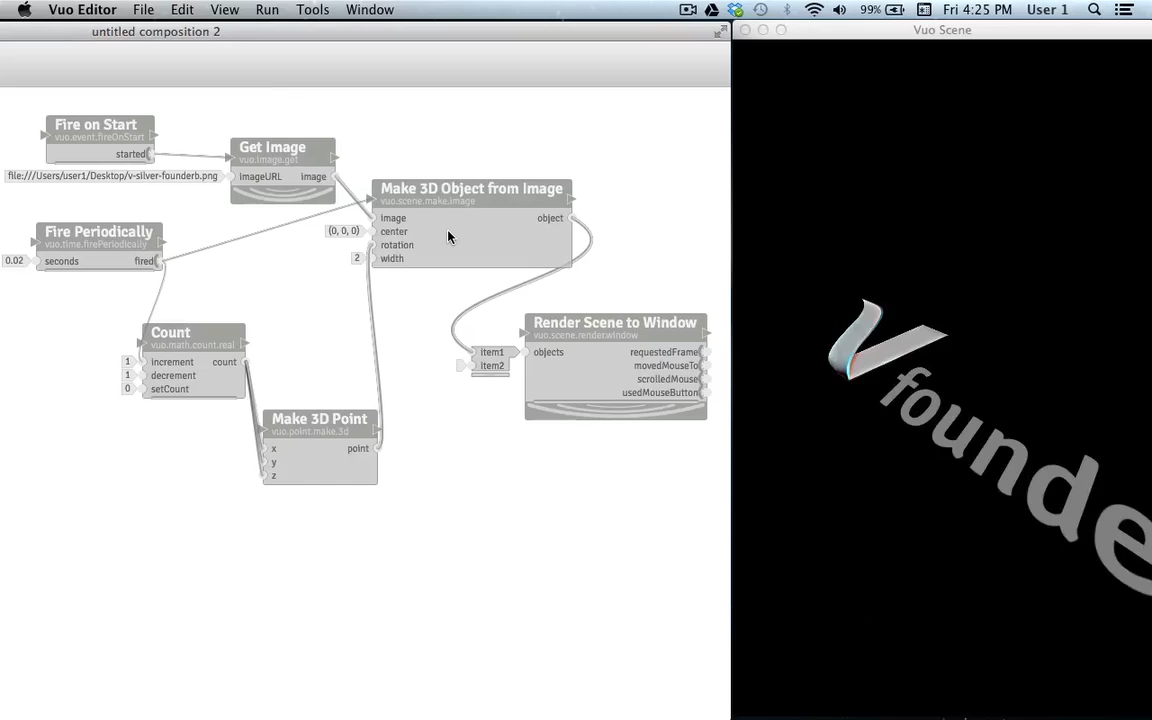 Vuo Editor File Edit View Run Tools Window 99% Fri 4:25 PM User 1
untitled composition 2
Vuo Scene
Fire on Start
vuo.event.fireOnStart
started
Get Image
vuo.image.get
file:///Users/user1/Desktop/v-silver-founderb.png imageURL image
Make 3D Object from Image
vuo.scene.make.image
image object
(0, 0, 0) center
rotation
2 width
Fire Periodically
vuo.time.firePeriodically
0.02 seconds fired
Count
vuo.math.count.real
1 increment count
1 decrement
0 setCount
Make 3D Point
vuo.point.make.3d
x point
y
z
Render Scene to Window
vuo.scene.render.window
item1 objects requestedFrame
item2 movedMouseTo
scrolledMouse
usedMouseButton
V
founde